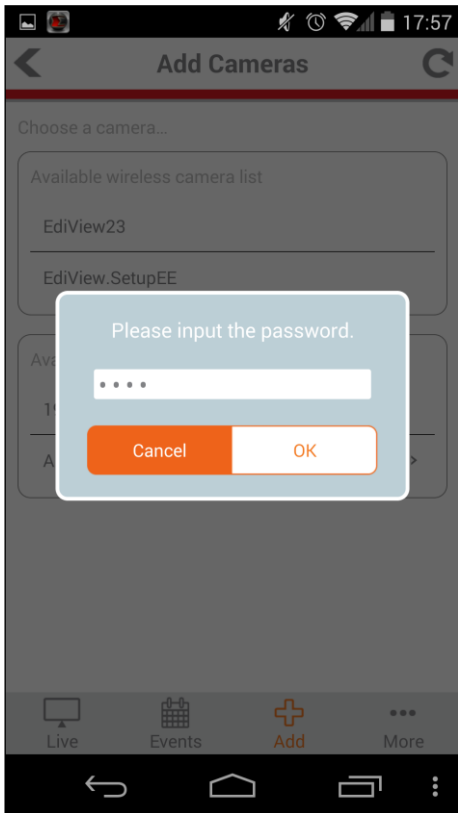 17:57
Add Cameras
Choose a camera...
Available wireless camera list
EdiView23
EdiView.SetupEE
Please input the password.
Cancel OK
Live Events Add More